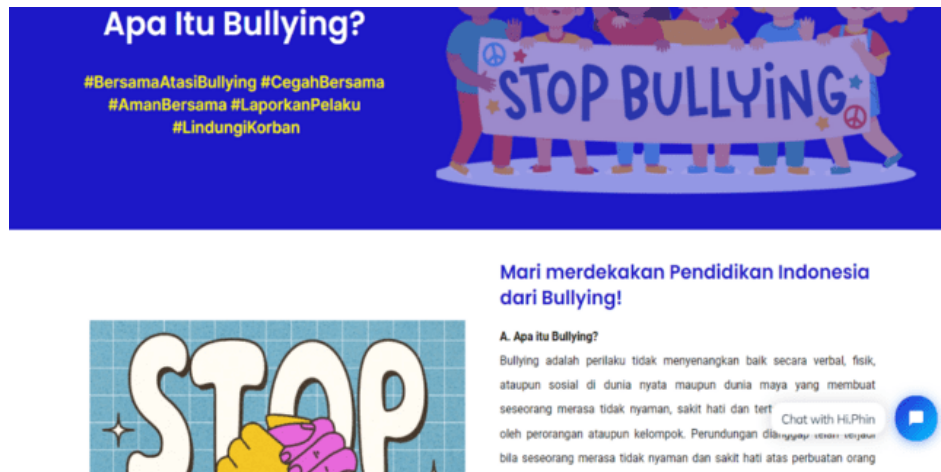 Apa Itu Bullying?
#BersamaAtasiBullying #CegahBersama
#AmanBersama #LaporkanPelaku
#LindungiKorban
STOP BULLYiNG
Mari merdekakan Pendidikan Indonesia
dari Bullying!
STOP
A. Apa itu Bullying?
Bullying adalah perilaku tidak menyenangkan baik secara verbal, fisik,
ataupun sosial di dunia nyata maupun dunia maya yang membuat
seseorang merasa tidak nyaman, sakit hati dan
Chat with Hi.Phin
oleh perorangan ataupun kelompok. Perundungan dianggap telah terjadi
bila seseorang merasa tidak nyaman dan sakit hati atas perbuatan orang